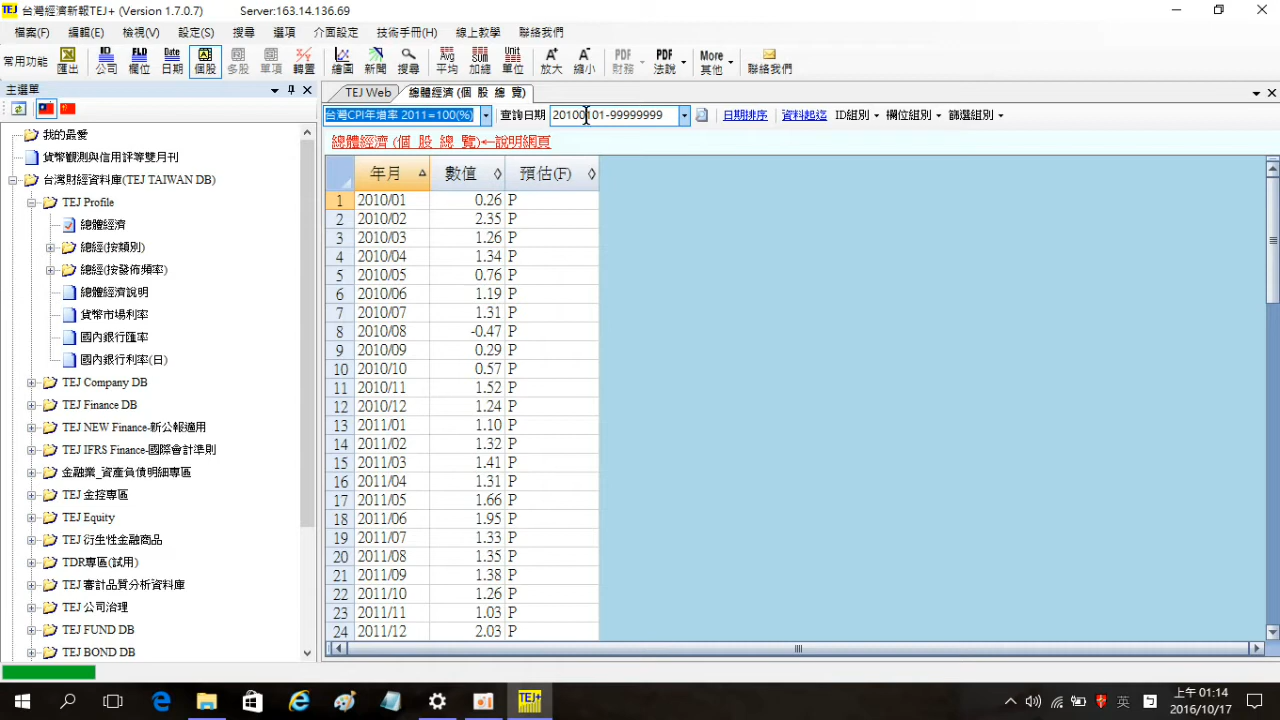 TEJ 台灣經濟新報TEJ+ (Version 1.7.0.7) Server:163.14.136.69
檔案(F) 編輯(E) 檢視(V) 設定(S) 搜尋 選項 介面設定 技術手冊(H) 線上教學 聯絡我們
常用功能 匯出 ID 公司 FLD 欄位 Date 日期 個股 多股 單項 轉置 繪圖 新聞 搜尋 Avg 平均 SUM 加總 Unit 單位 A 放大 A 縮小 PDF 財務 PDF 法說 More 其他 聯絡我們
主選單
TEJ Web 總體經濟 (個 股 總 覽)
台灣CPI年增率 2011=100(%) 查詢日期 20100101-99999999 日期排序 資料起迄 ID組別 欄位組別 篩選組別
總體經濟 (個 股 總 覽)←說明網頁
我的最愛
貨幣觀測與信用評等雙月刊
台灣財經資料庫(TEJ TAIWAN DB)
TEJ Profile
總體經濟
總經(按類別)
總經(按發佈頻率)
總體經濟說明
貨幣市場利率
國內銀行匯率
國內銀行利率(日)
TEJ Company DB
TEJ Finance DB
TEJ NEW Finance-新公報適用
TEJ IFRS Finance-國際會計準則
金融業_資產負債明細專區
TEJ 金控專區
TEJ Equity
TEJ 衍生性金融商品
TDR專區(試用)
TEJ 審計品質分析資料庫
TEJ 公司治理
TEJ FUND DB
TEJ BOND DB
年月 數值 預估(F)
1 2010/01 0.26 P
2 2010/02 2.35 P
3 2010/03 1.26 P
4 2010/04 1.34 P
5 2010/05 0.76 P
6 2010/06 1.19 P
7 2010/07 1.31 P
8 2010/08 -0.47 P
9 2010/09 0.29 P
10 2010/10 0.57 P
11 2010/11 1.52 P
12 2010/12 1.24 P
13 2011/01 1.10 P
14 2011/02 1.32 P
15 2011/03 1.41 P
16 2011/04 1.31 P
17 2011/05 1.66 P
18 2011/06 1.95 P
19 2011/07 1.33 P
20 2011/08 1.35 P
21 2011/09 1.38 P
22 2011/10 1.26 P
23 2011/11 1.03 P
24 2011/12 2.03 P
TEJ+ 英 上午 01:14
2016/10/17